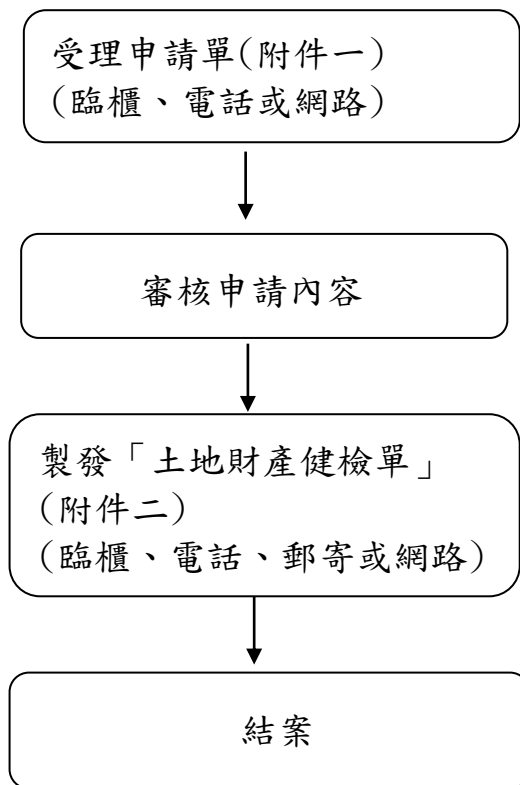 受理申請單(附件一)
(臨櫃、電話或網路)
審核申請內容
製發「土地財產健檢單」
(附件二)
(臨櫃、電話、郵寄或網路)
結案